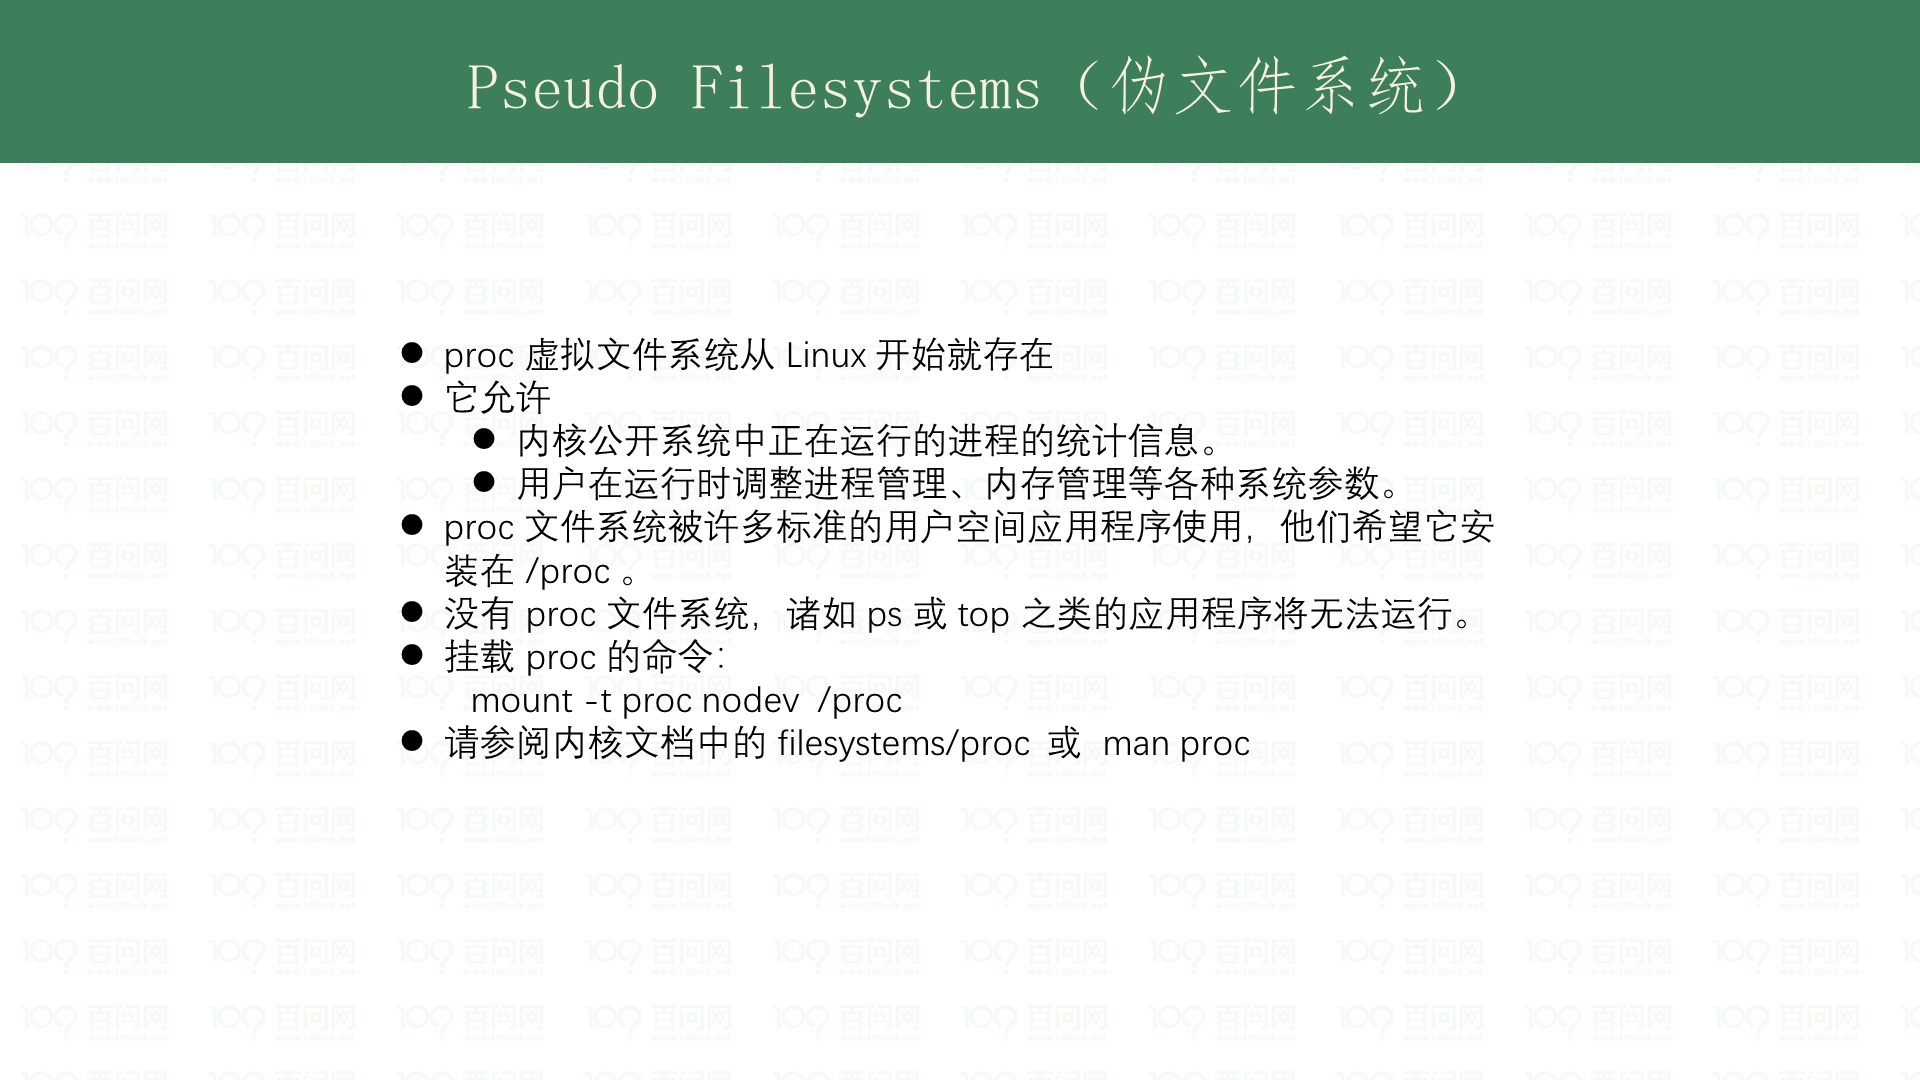 Pseudo Filesystems（伪文件系统）
proc 虚拟文件系统从 Linux 开始就存在
它允许
内核公开系统中正在运行的进程的统计信息。
用户在运行时调整进程管理、内存管理等各种系统参数。
proc 文件系统被许多标准的用户空间应用程序使用，他们希望它安
装在 /proc 。
没有 proc 文件系统，诸如 ps 或 top 之类的应用程序将无法运行。
挂载 proc 的命令：
mount -t proc nodev /proc
请参阅内核文档中的 filesystems/proc 或 man proc
百问网
www.100ask.net